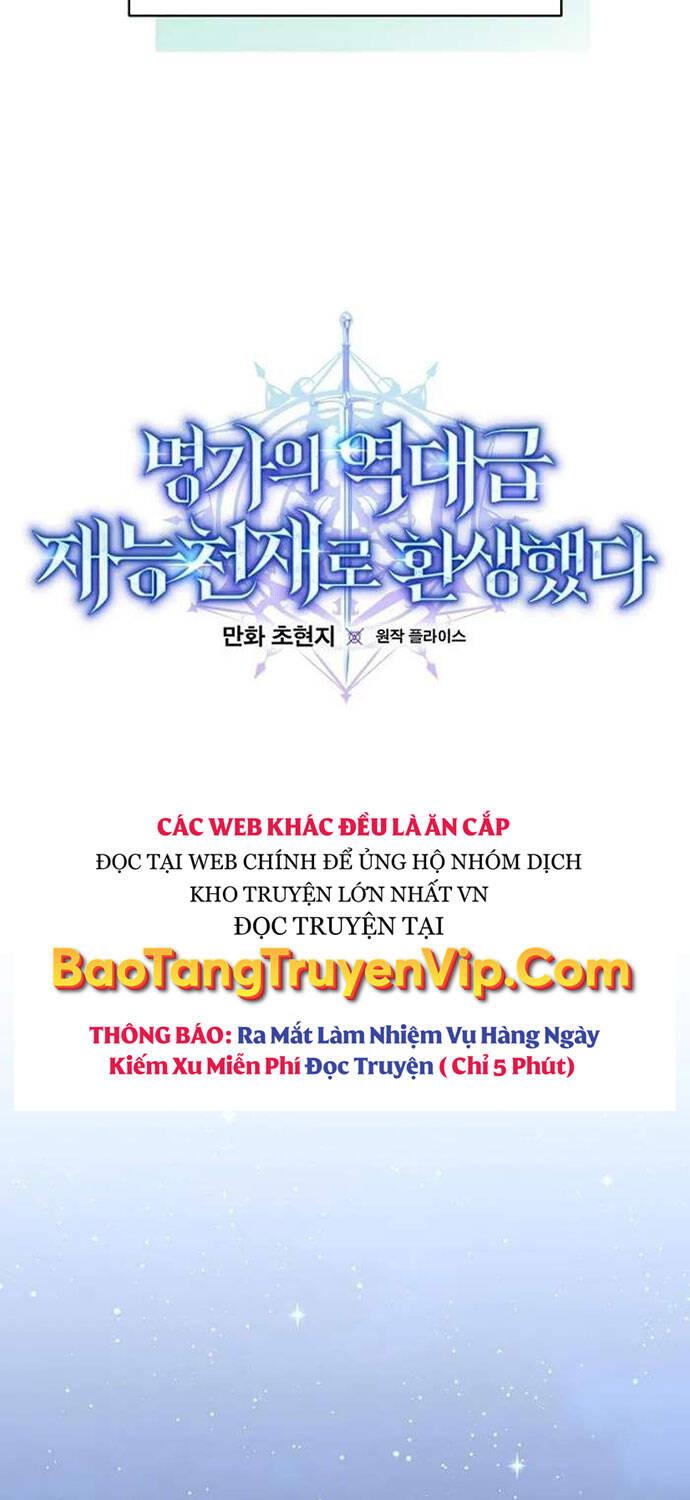 명가의 역대급
재능천재로 환생했다
만화 초현지 원작 플라이스
CÁC WEB KHÁC ĐỀU LÀ ĂN CẮP
ĐỌC TẠI WEB CHÍNH ĐỂ ỦNG HỘ NHÓM DỊCH
KHO TRUYỆN LỚN NHẤT VN
ĐỌC TRUYỆN TẠI
BaoTangTruyenVip.Com
THÔNG BÁO: Ra Mắt Làm Nhiệm Vụ Hàng Ngày
Kiếm Xu Miễn Phí Đọc Truyện ( Chỉ 5 Phút)